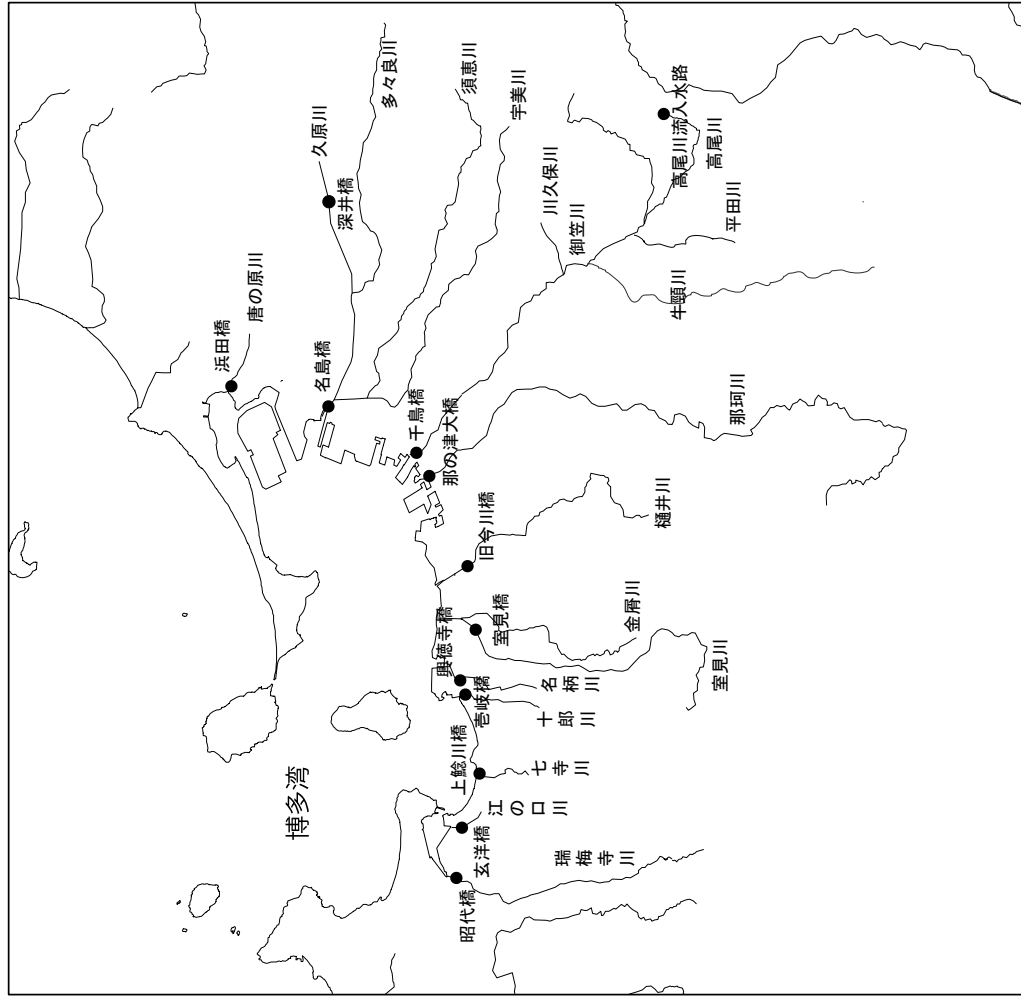 多々良川
須恵川
宇美川
久原川
深井橋
高尾川流入水路
高尾川
平田川
川久保川
御笠川
牛頸川
唐の原川
浜田橋
名島橋
千鳥橋
那の津大橋
那珂川
樋井川
旧今川橋
室見橋
金屑川
室見川
興徳寺橋
名柄川
壱岐橋
十郎川
上鯰川橋
七寺川
江の口川
玄洋橋
瑞梅寺川
昭代橋
博多湾